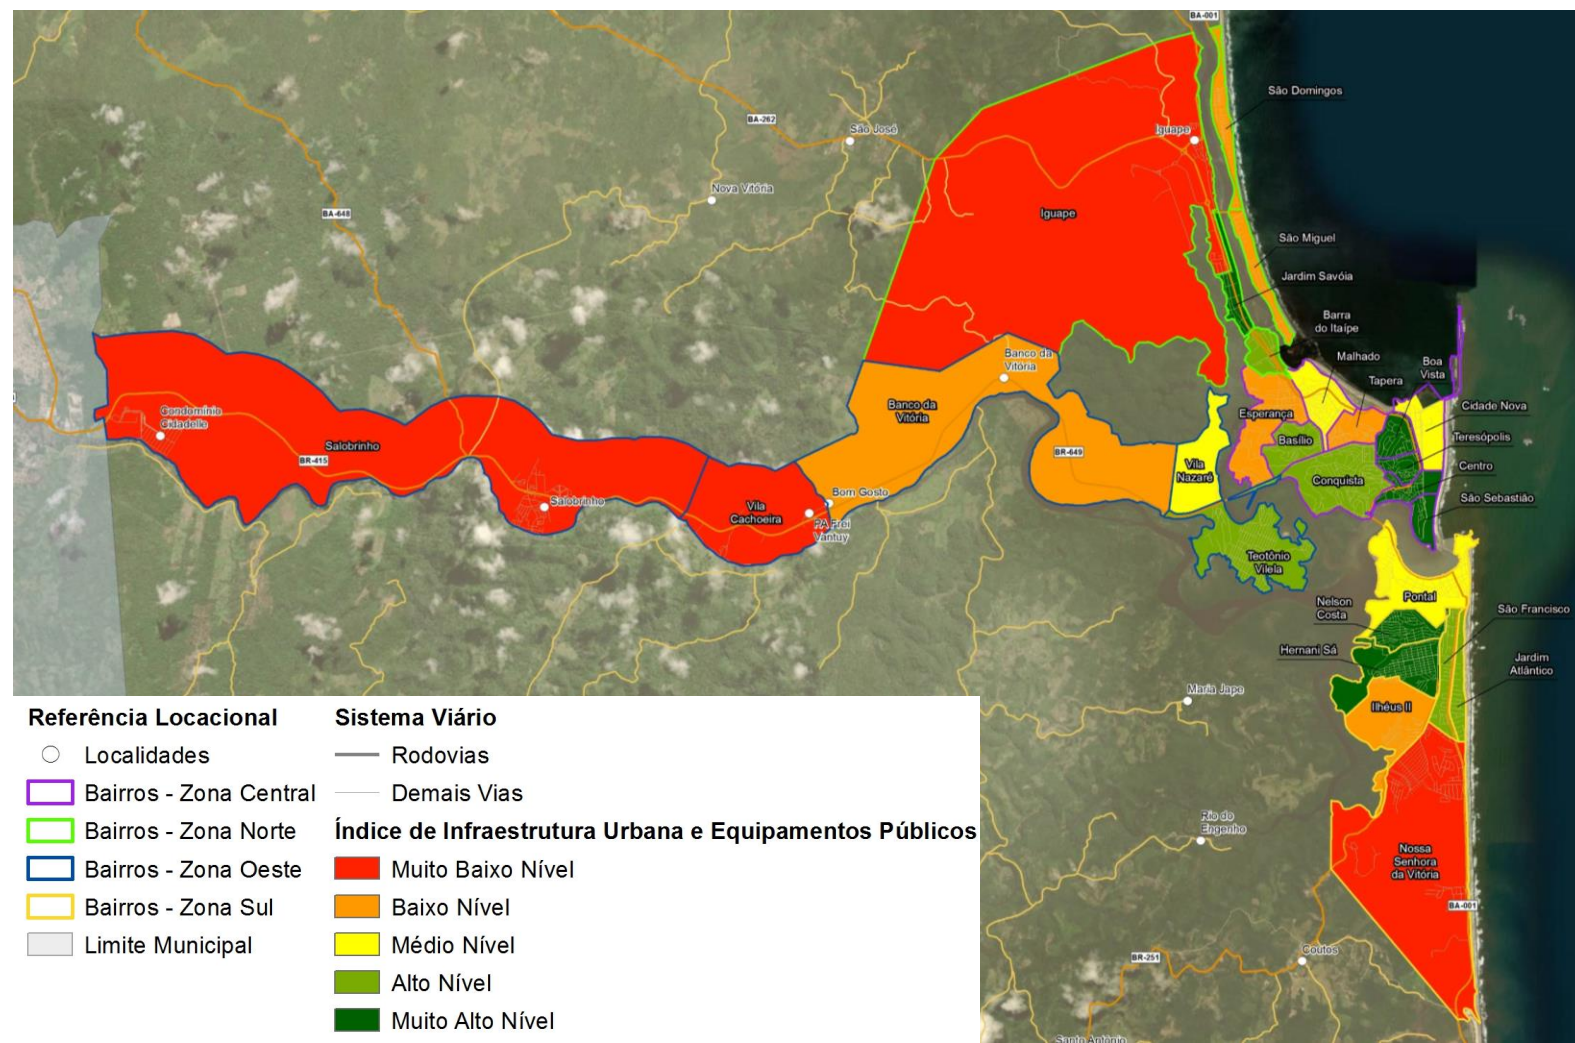 BA-001
São Domingos
BA-262
São José
Iguape
Nova Vitória
Iguape
BA-648
São Miguel
Jardim Savóia
Barra
do Itaípe
Malhado
Banco da
Vitória
Boa
Vista
Tapera
Condomínio
Cidadelle
Banco da
Vitória
Esperança
Cidade Nova
Basílio
Teresópolis
Salobrinho
BR-415
BR-649
Vila
Nazaré
Conquista
Centro
Salobrinho
Vila
Cachoeira
Bom Gosto
PA Frei
Vantuy
São Sebastião
Teotônio
Vilela
Nelson
Costa
Pontal
São Francisco
Hernani Sá
Jardim
Atlântico
Maria Jape
Ilhéus II
Rio do
Engenho
Nossa
Senhora
da Vitória
BA-001
Coutos
BR-251
Santo Antônio
Referência Locacional
Localidades
Bairros - Zona Central
Bairros - Zona Norte
Bairros - Zona Oeste
Bairros - Zona Sul
Limite Municipal
Sistema Viário
Rodovias
Demais Vias
Índice de Infraestrutura Urbana e Equipamentos Públicos
Muito Baixo Nível
Baixo Nível
Médio Nível
Alto Nível
Muito Alto Nível